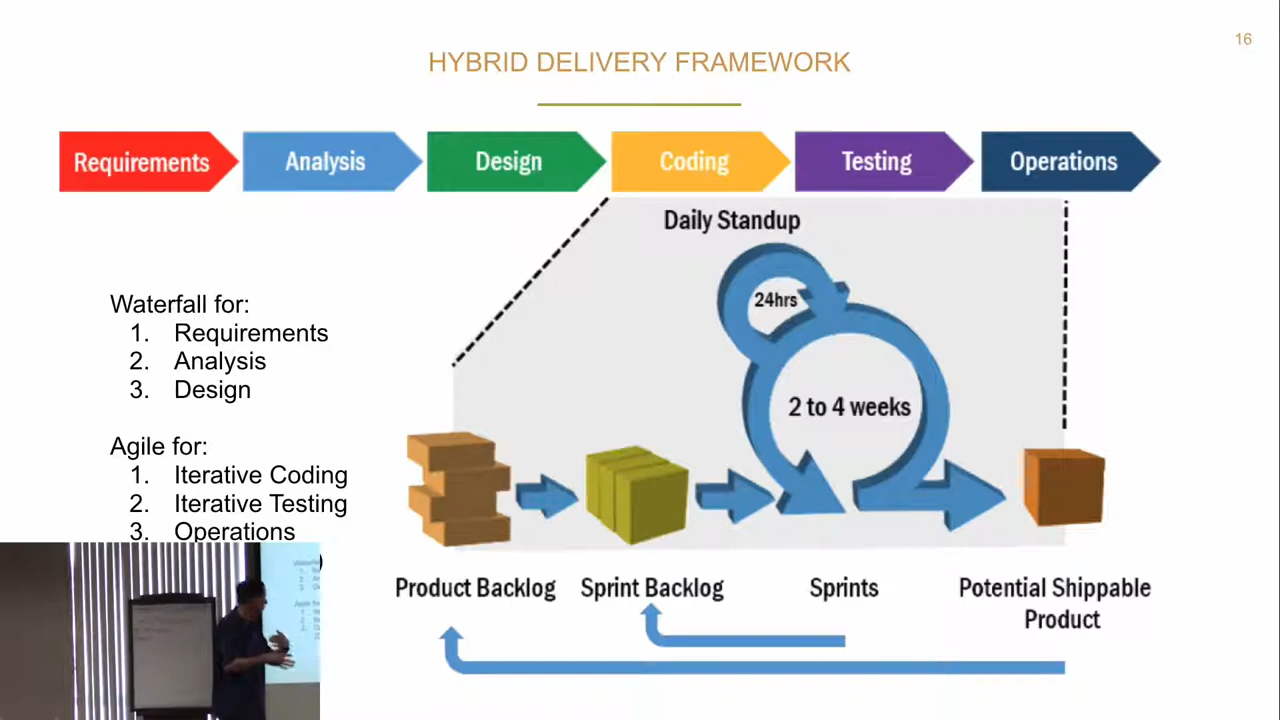 16
HYBRID DELIVERY FRAMEWORK
Requirements
Analysis
Design
Coding
Testing
Operations
Daily Standup
24hrs
2 to 4 weeks
Waterfall for:
1. Requirements
2. Analysis
3. Design
Agile for:
1. Iterative Coding
2. Iterative Testing
3. Operations
Product Backlog
Sprint Backlog
Sprints
Potential Shippable
Product